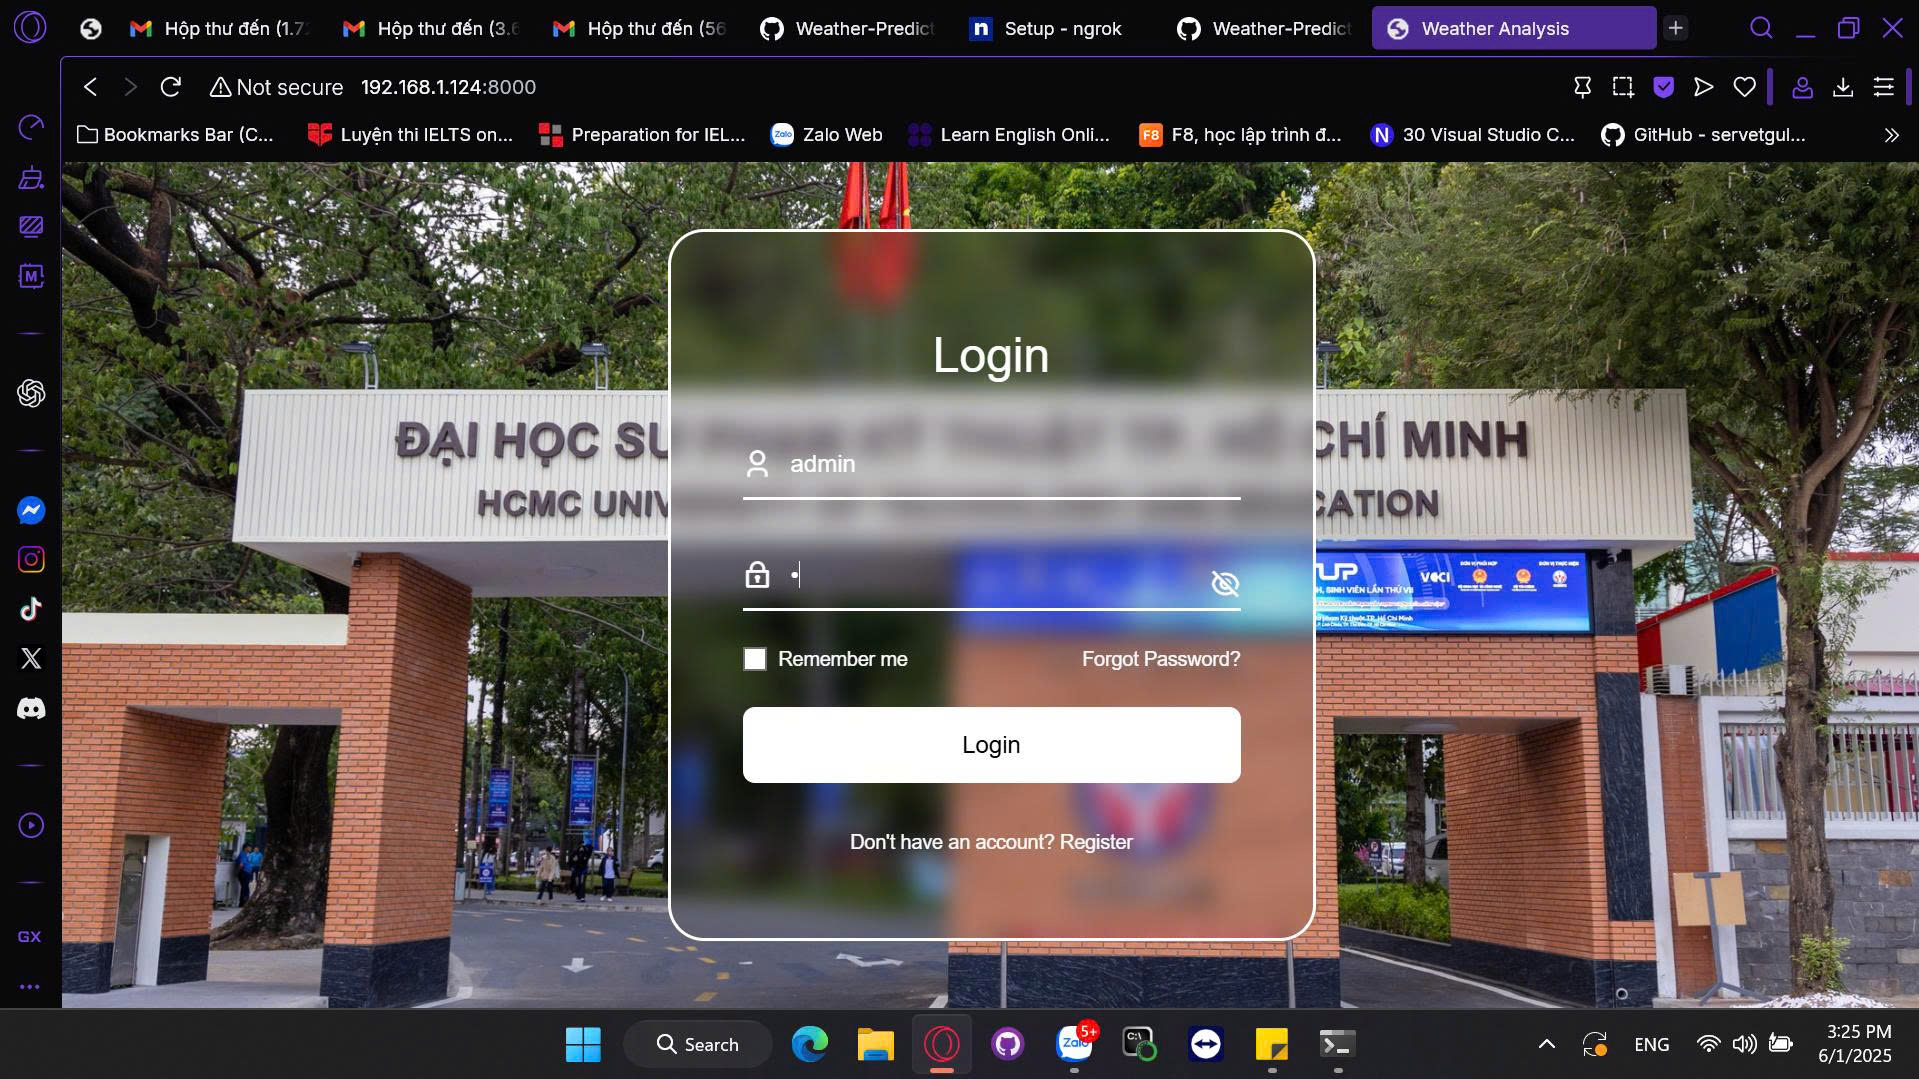 Hộp thư đến (1.7
Hộp thư đến (3.6
Hộp thư đến (56
Weather-Predict
Setup - ngrok
Weather-Predict
Weather Analysis
Not secure 192.168.1.124:8000
Bookmarks Bar (C...
Luyện thi IELTS on...
Preparation for IEL...
Zalo Web
Learn English Onli...
F8, học lập trình đ...
30 Visual Studio C...
GitHub - servetgul...
Login
ĐẠI HỌC SƯ
CHÍ MINH
HCMC UNIV
CATION
admin
Remember me
Forgot Password?
Login
Don't have an account? Register
GX
Search
5+
ENG
3:25 PM
6/1/2025